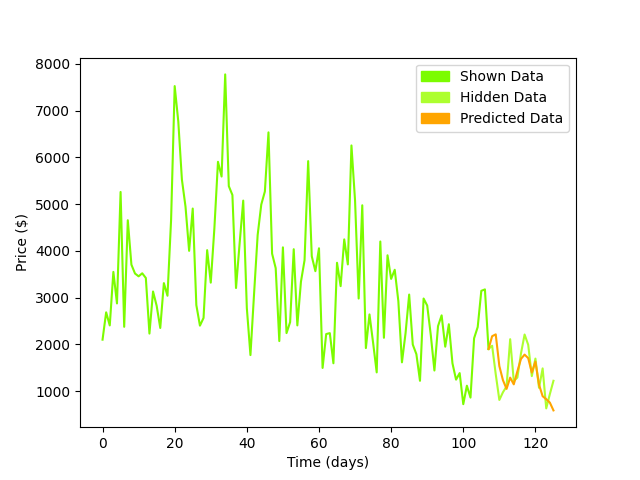 8000
7000
6000
5000
4000
3000
2000
1000
Price ($)
Shown Data
Hidden Data
Predicted Data
0 20 40 60 80 100 120
Time (days)